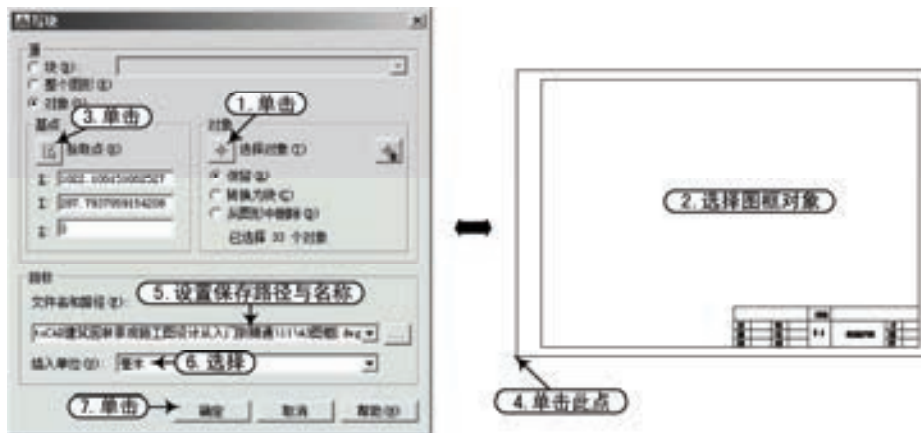 写块
源
块(B):
整个图形(E)
对象(O)
3.单击
1.单击
基点
对象
拾取点(K)
选择对象(T)
保留(R)
转换为块(C)
从图形中删除(D)
已选择 33 个对象
2.选择图框对象
目标
5.设置保存路径与名称
文件名和路径(F):
插入单位(U):
毫米
6.选择
7.单击
确定
取消
帮助(H)
4.单击此点